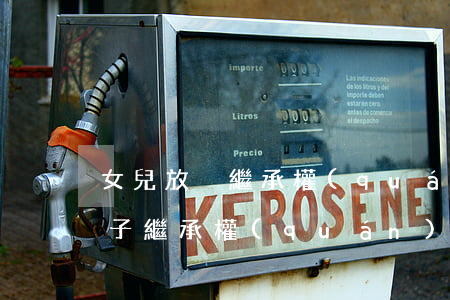 Importe
Las indicaciones
de los litros y del
importe deben
estar en cero
antes de comenzar
el despacho
Litros
Precio
女兒放 繼承權(quá
KEROSENE
子繼承權(quán)